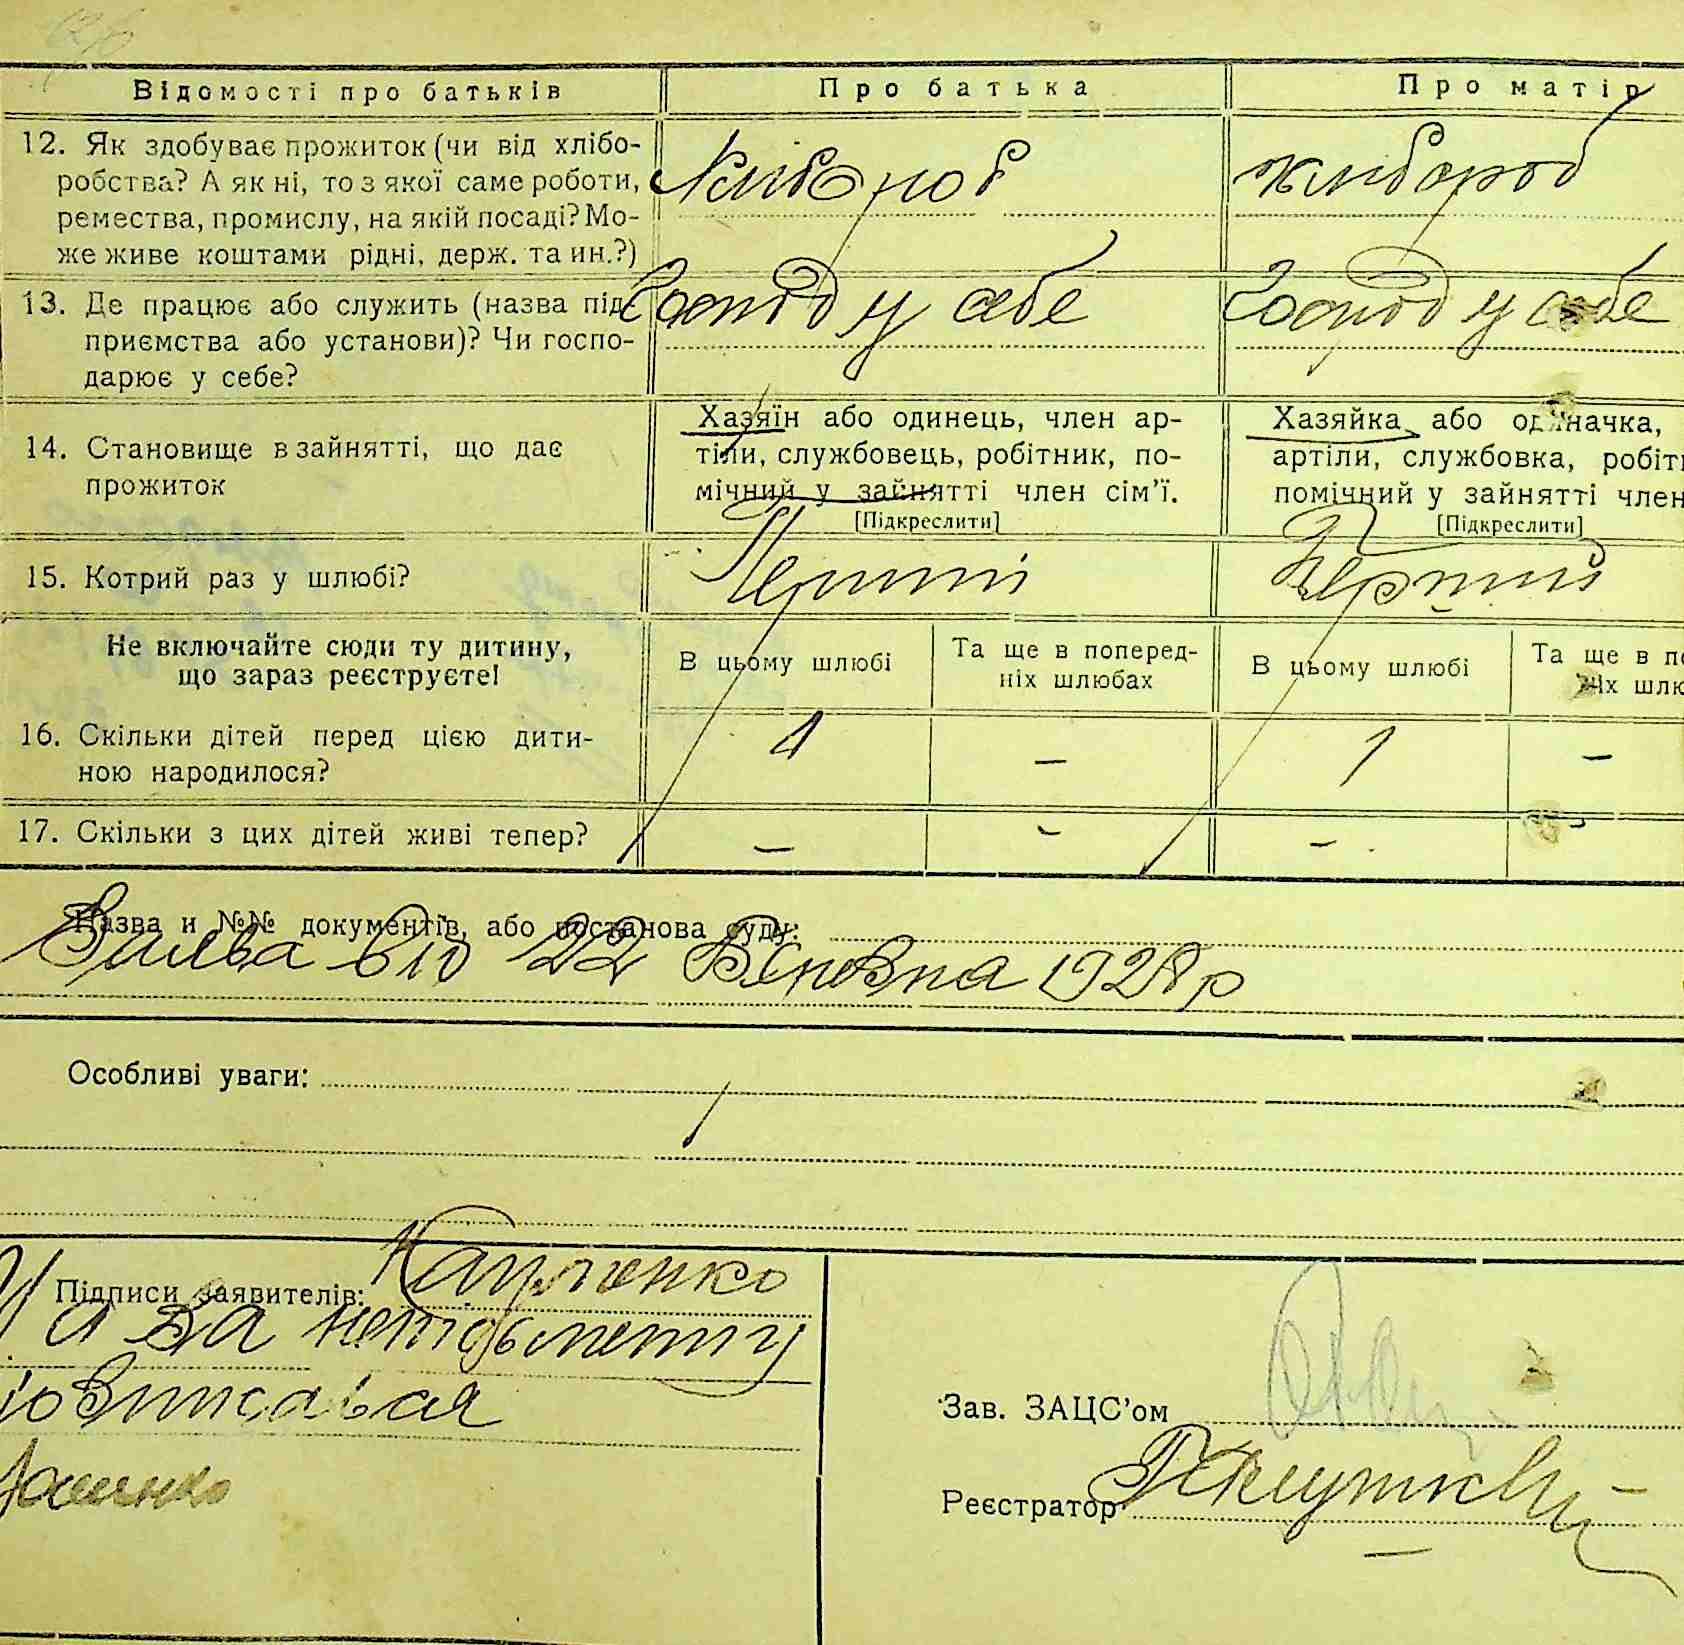 Відомості про батьків
Про батька
Про матір
12. Як здобуває прожиток (чи від хлібо-
робства? А як ні, то з якої саме роботи,
ремества, промислу, на якій посаді? Мо-
же живе коштами рідні, держ. та ин.?)
хлібороб
хлібороб
13. Де працює або служить (назва під-
приємства або установи)? Чи госпо-
дарює у себе?
Господ у себе
Господ у себе
14. Становище в зайнятті, що дає
прожиток
Хазяїн або одинець, член ар-
тіли, службовець, робітник, по-
мічний у зайнятті член сім'ї.
[Підкреслити]
Хазяйка або одиначка,
артіли, службовка, робіт
помічний у зайнятті член
[Підкреслити]
15. Котрий раз у шлюбі?
Перший
Перший
Не включайте сюди ту дитину,
що зараз реєструєте!
В цьому шлюбі
Та ще в поперед-
ніх шлюбах
В цьому шлюбі
Та ще в по
ніх шлю
16. Скільки дітей перед цією дити-
ною народилося?
1
—
1
—
17. Скільки з цих дітей живі тепер?
—
—
—
—
Назва и №№ документів, або постанова суду:
22
1928 р
Особливі уваги:
Підписи заявителів:
Карпенко
за неписьменну
Зав. ЗАЦС'ом
Реєстратор